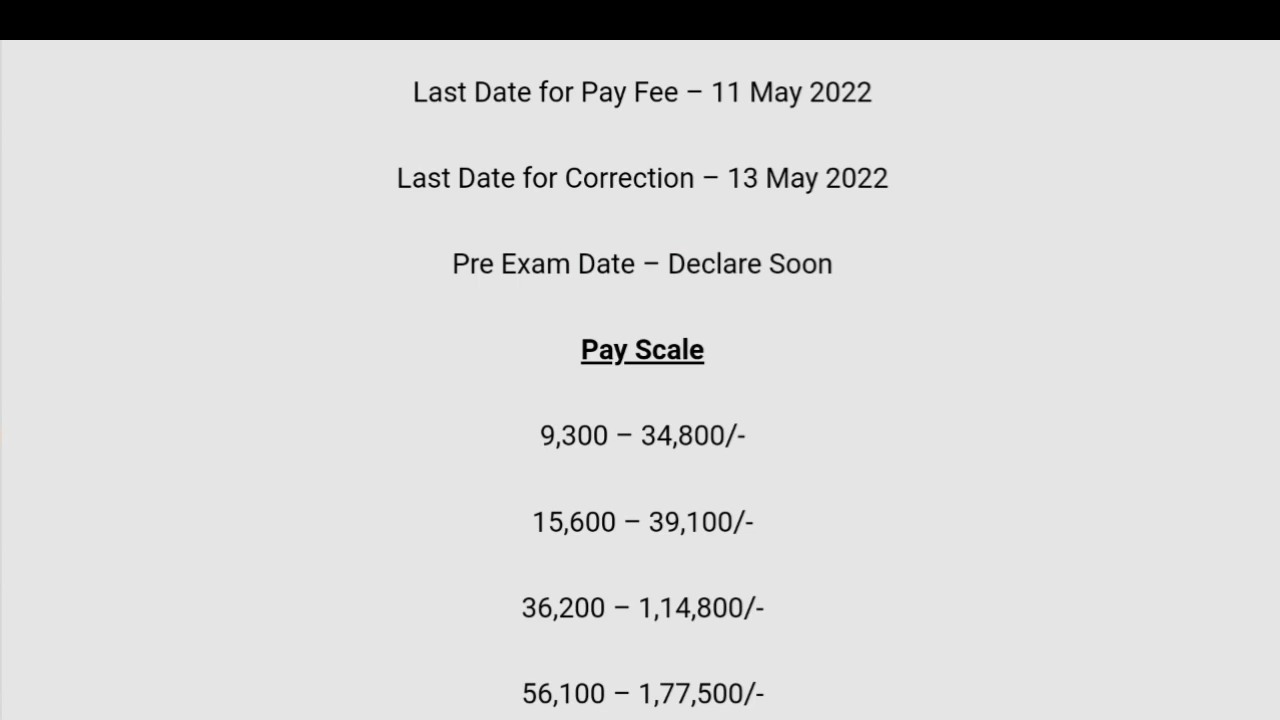 Last Date for Pay Fee – 11 May 2022
Last Date for Correction – 13 May 2022
Pre Exam Date – Declare Soon
Pay Scale
9,300 – 34,800/-
15,600 – 39,100/-
36,200 – 1,14,800/-
56,100 – 1,77,500/-